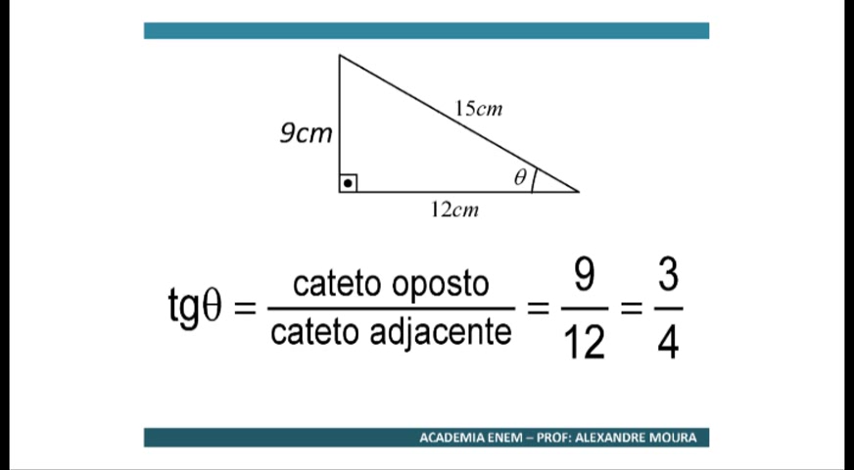 15cm
9cm
θ
12cm
tgθ = cateto oposto / cateto adjacente = 9 / 12 = 3 / 4
ACADEMIA ENEM – PROF: ALEXANDRE MOURA